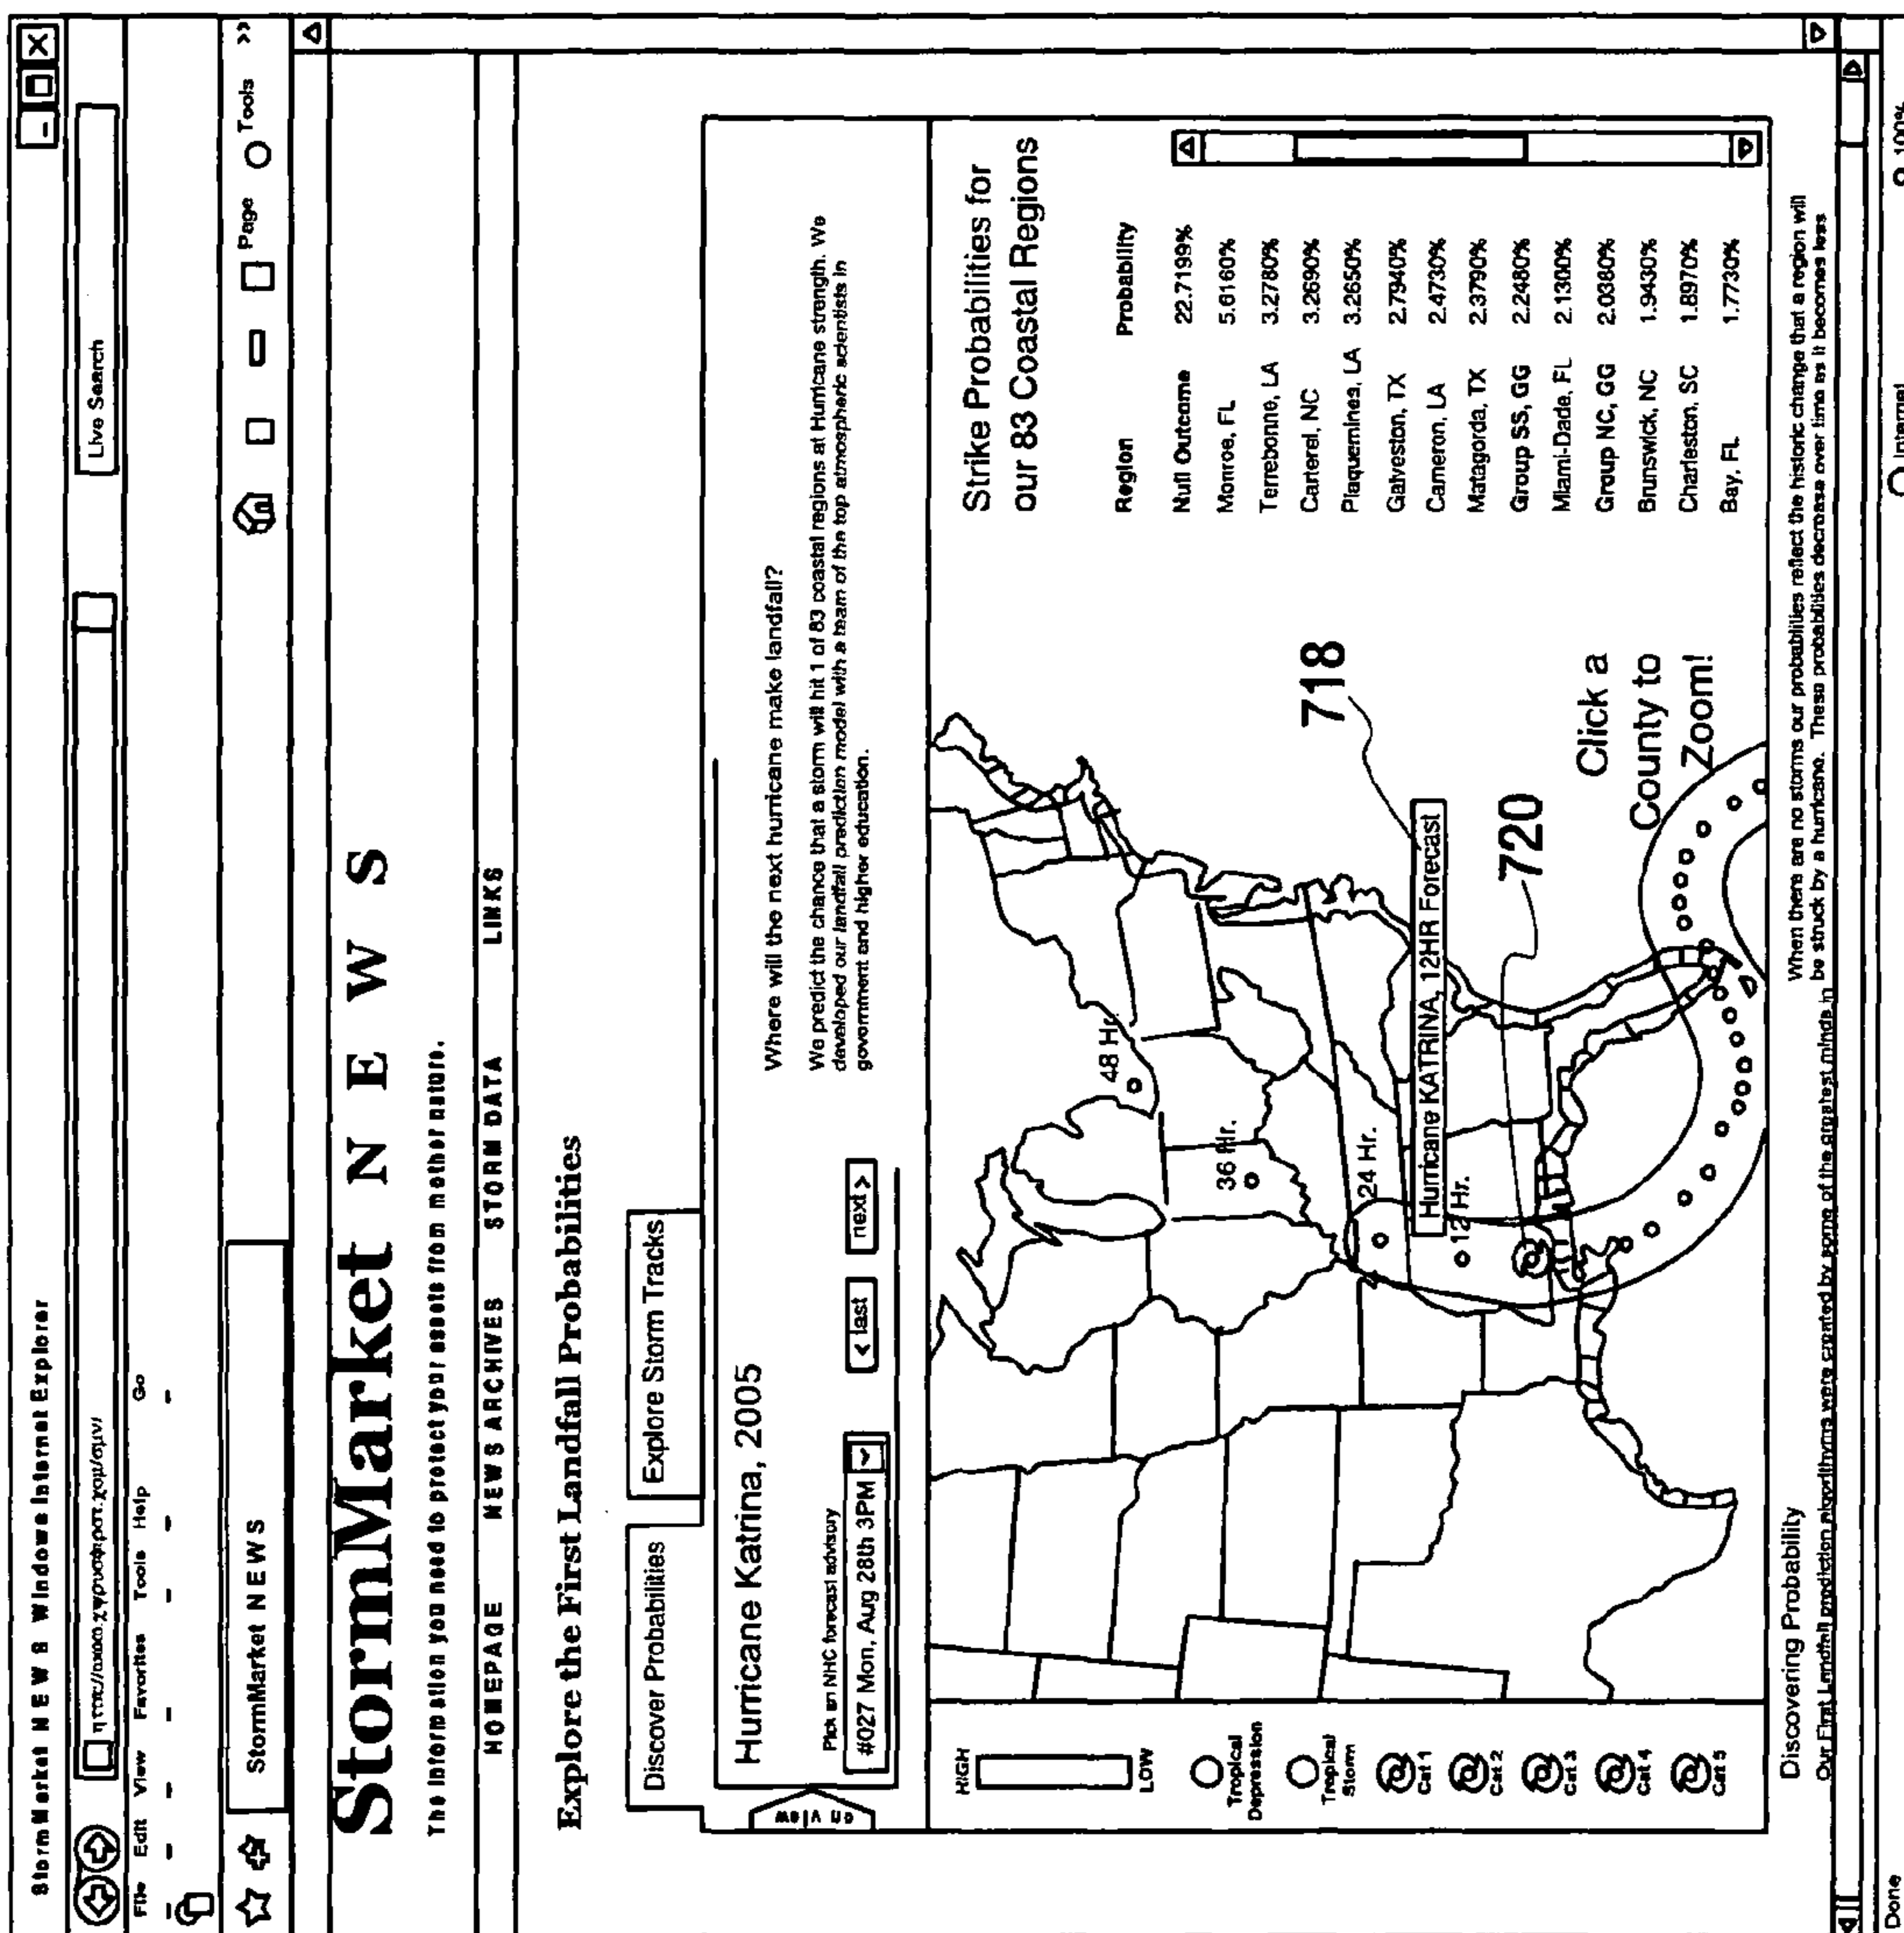 StormMarket NEWS Windows Internet Explorer
Live Search
File Edit View Favorites Tools Help Go
StormMarket NEWS
Page Tools »
StormMarket NEWS
The information you need to protect your assets from mother nature.
HOMEPAGE NEWS ARCHIVES STORM DATA LINKS
Explore the First Landfall Probabilities
Discover Probabilities
Explore Storm Tracks
on view
Hurricane Katrina, 2005
Pick an NHC forecast advisory
#027 Mon, Aug 28th 3PM
< last
next >
Where will the next hurricane make landfall?
We predict the chance that a storm will hit 1 of 83 coastal regions at Hurricane strength. We
developed our landfall prediction model with a team of the top atmospheric scientists in
government and higher education.
HIGH
LOW
Tropical
Depression
Tropical
Storm
Cat 1
Cat 2
Cat 3
Cat 4
Cat 5
48 Hr.
36 Hr.
24 Hr.
Hurricane KATRINA, 12HR Forecast
12 Hr.
718
720
Click a
County to
Zoom!
Strike Probabilities for
our 83 Coastal Regions
Region Probability
Null Outcome 22.7199%
Monroe, FL 5.6160%
Terrebonne, LA 3.2780%
Carteret, NC 3.2690%
Plaquemines, LA 3.2650%
Galveston, TX 2.7940%
Cameron, LA 2.4730%
Matagorda, TX 2.3790%
Group SS, GG 2.2480%
Miami-Dade, FL 2.1300%
Group NC, GG 2.0380%
Brunswick, NC 1.9430%
Charleston, SC 1.8970%
Bay, FL 1.7730%
Discovering Probability
Our First Landfall prediction algorithyms were created by some of the greatest minds in
When there are no storms our probabilities reflect the historic change that a region will
be struck by a hurricane. These probabilities decrease over time as it becomes less
Done
Internet
100%